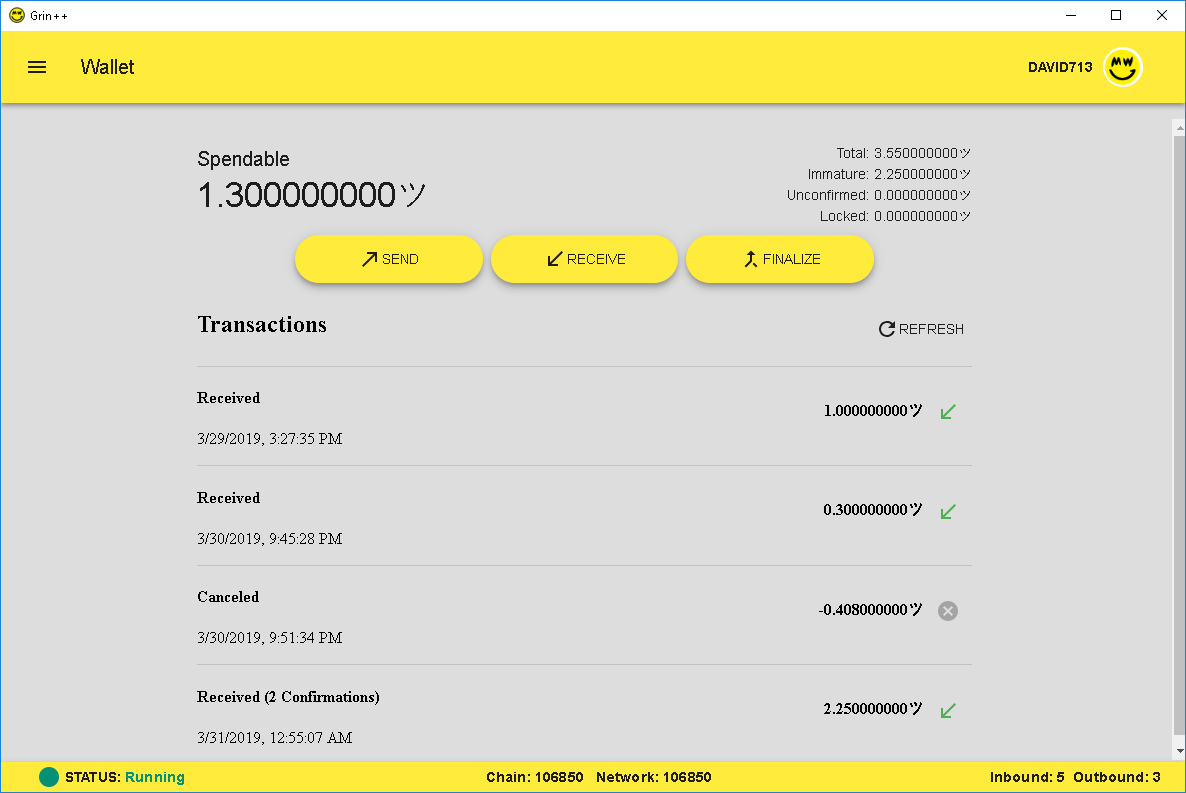 Grin++
Wallet
DAVID713
MW
Spendable
1.300000000ツ
Total: 3.550000000ツ
Immature: 2.250000000ツ
Unconfirmed: 0.000000000ツ
Locked: 0.000000000ツ
SEND
RECEIVE
FINALIZE
Transactions
REFRESH
Received
1.000000000ツ
3/29/2019, 3:27:35 PM
Received
0.300000000ツ
3/30/2019, 9:45:28 PM
Canceled
-0.408000000ツ
3/30/2019, 9:51:34 PM
Received (2 Confirmations)
2.250000000ツ
3/31/2019, 12:55:07 AM
STATUS: Running
Chain: 106850 Network: 106850
Inbound: 5 Outbound: 3